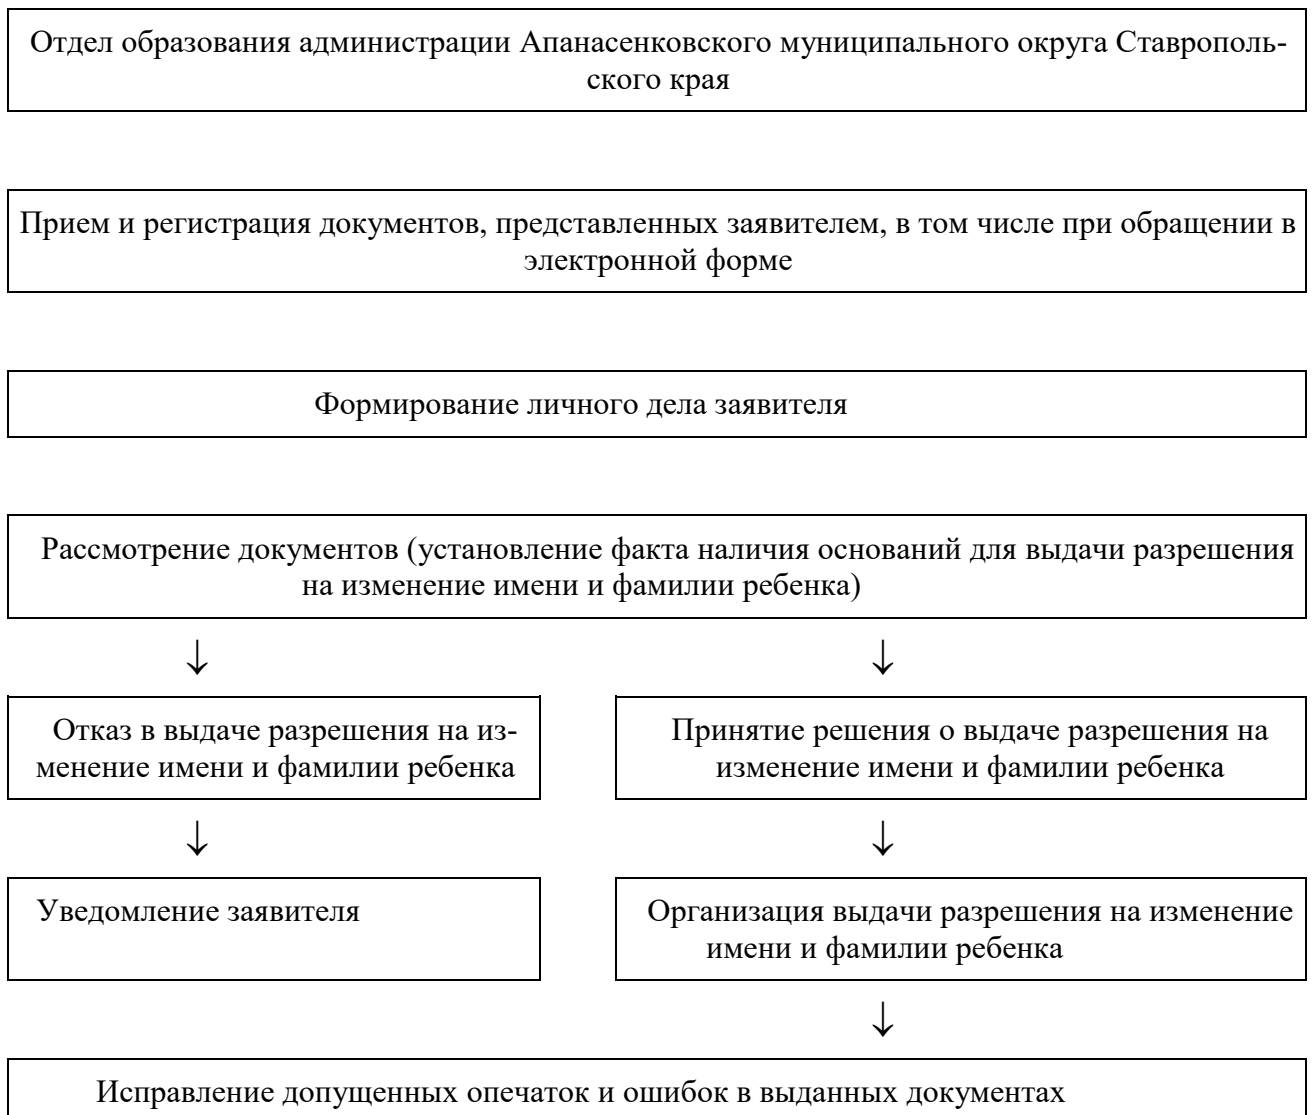 Отдел образования администрации Апанасенковского муниципального округа Ставрополь-
ского края
Прием и регистрация документов, представленных заявителем, в том числе при обращении в
электронной форме
Формирование личного дела заявителя
Рассмотрение документов (установление факта наличия оснований для выдачи разрешения
на изменение имени и фамилии ребенка)
↓ ↓
Отказ в выдаче разрешения на из-
менение имени и фамилии ребенка
Принятие решения о выдаче разрешения на
изменение имени и фамилии ребенка
↓ ↓
Уведомление заявителя
Организация выдачи разрешения на изменение
имени и фамилии ребенка
↓
Исправление допущенных опечаток и ошибок в выданных документах